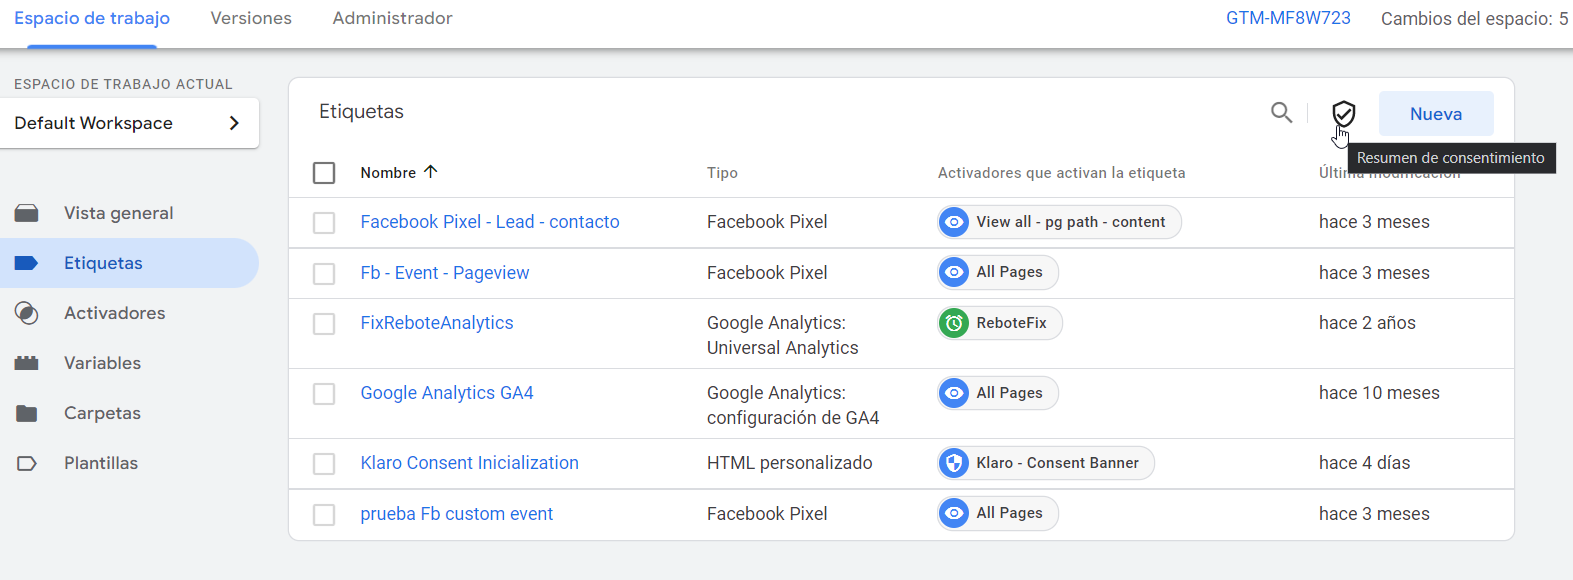 Espacio de trabajo Versiones Administrador GTM-MF8W723 Cambios del espacio: 5
ESPACIO DE TRABAJO ACTUAL
Default Workspace
Vista general
Etiquetas
Activadores
Variables
Carpetas
Plantillas
Etiquetas
Nueva
Resumen de consentimiento
Nombre Tipo Activadores que activan la etiqueta Última modificación
Facebook Pixel - Lead - contacto Facebook Pixel View all - pg path - content hace 3 meses
Fb - Event - Pageview Facebook Pixel All Pages hace 3 meses
FixReboteAnalytics Google Analytics: ReboteFix hace 2 años
Universal Analytics
Google Analytics GA4 Google Analytics: All Pages hace 10 meses
configuración de GA4
Klaro Consent Inicialization HTML personalizado Klaro - Consent Banner hace 4 días
prueba Fb custom event Facebook Pixel All Pages hace 3 meses